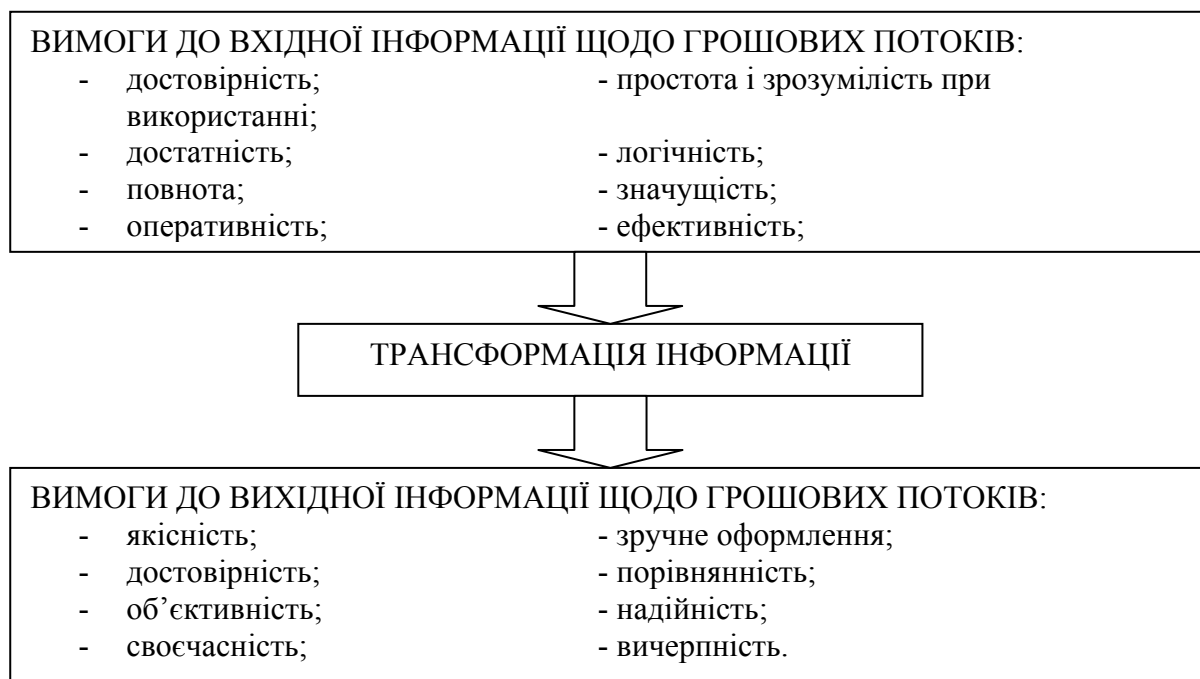 ВИМОГИ ДО ВХІДНОЇ ІНФОРМАЦІЇ ЩОДО ГРОШОВИХ ПОТОКІВ:
- достовірність; - простота і зрозумілість при
використанні;
- достатність; - логічність;
- повнота; - значущість;
- оперативність; - ефективність;
ТРАНСФОРМАЦІЯ ІНФОРМАЦІЇ
ВИМОГИ ДО ВИХІДНОЇ ІНФОРМАЦІЇ ЩОДО ГРОШОВИХ ПОТОКІВ:
- якісність; - зручне оформлення;
- достовірність; - порівнянність;
- об’єктивність; - надійність;
- своєчасність; - вичерпність.